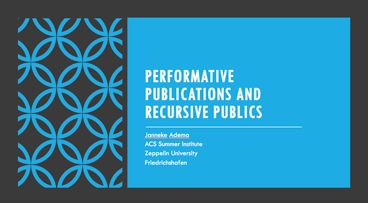 PERFORMATIVE
PUBLICATIONS AND
RECURSIVE PUBLICS
Janneke Adema
ACS Summer Institute
Zeppelin University
Friedrichshafen